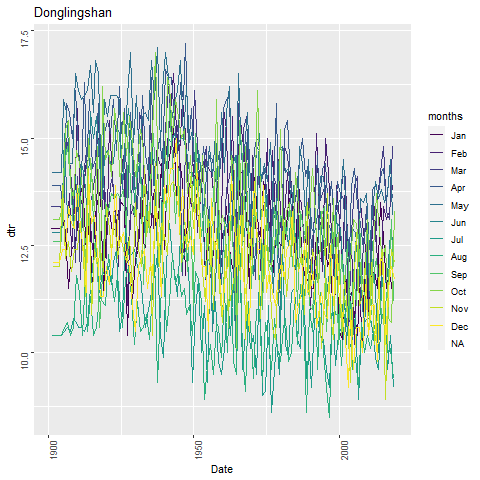 Donglingshan
17.5
15.0
12.5
10.0
dtr
1900
1950
2000
Date
months
Jan
Feb
Mar
Apr
May
Jun
Jul
Aug
Sep
Oct
Nov
Dec
NA